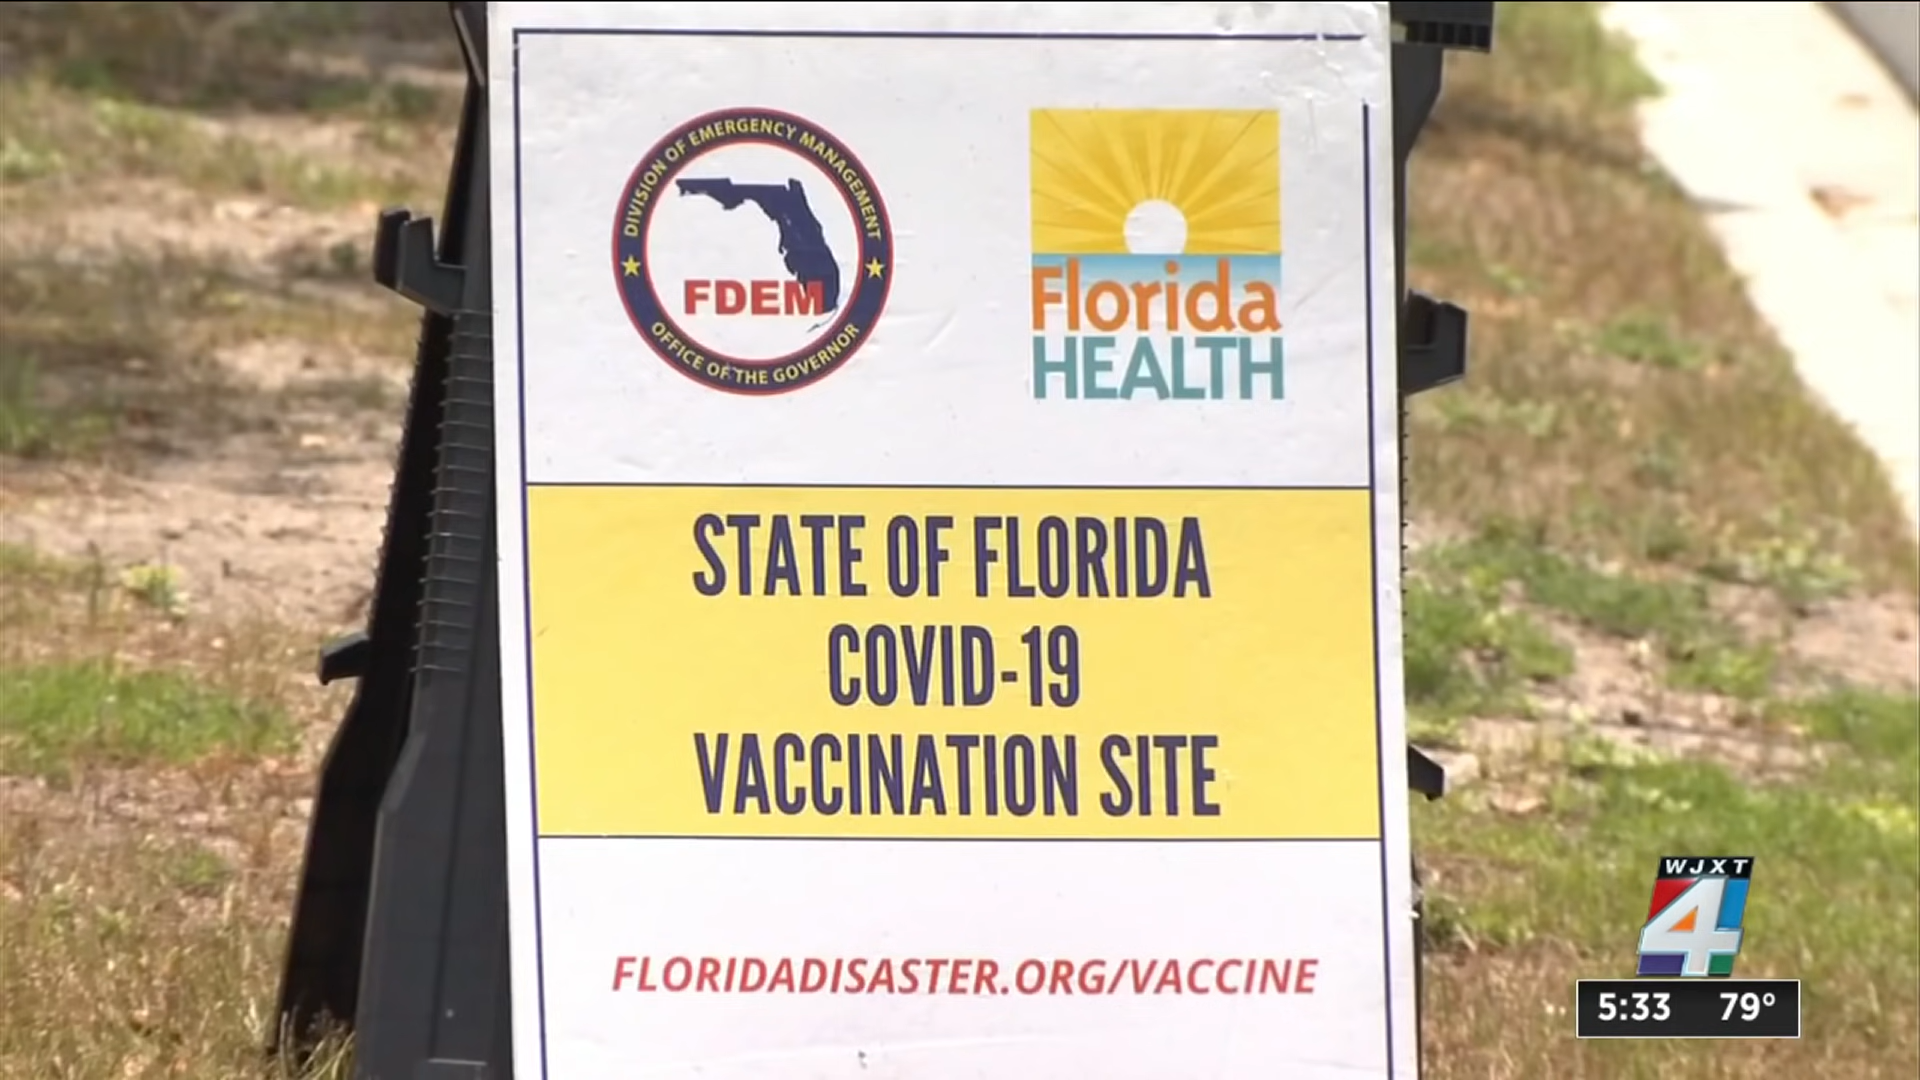 DIVISION OF EMERGENCY MANAGEMENT
FDEM
OFFICE OF THE GOVERNOR
Florida
HEALTH
STATE OF FLORIDA
COVID-19
VACCINATION SITE
FLORIDADISASTER.ORG/VACCINE
WJXT
4
5:33 79°